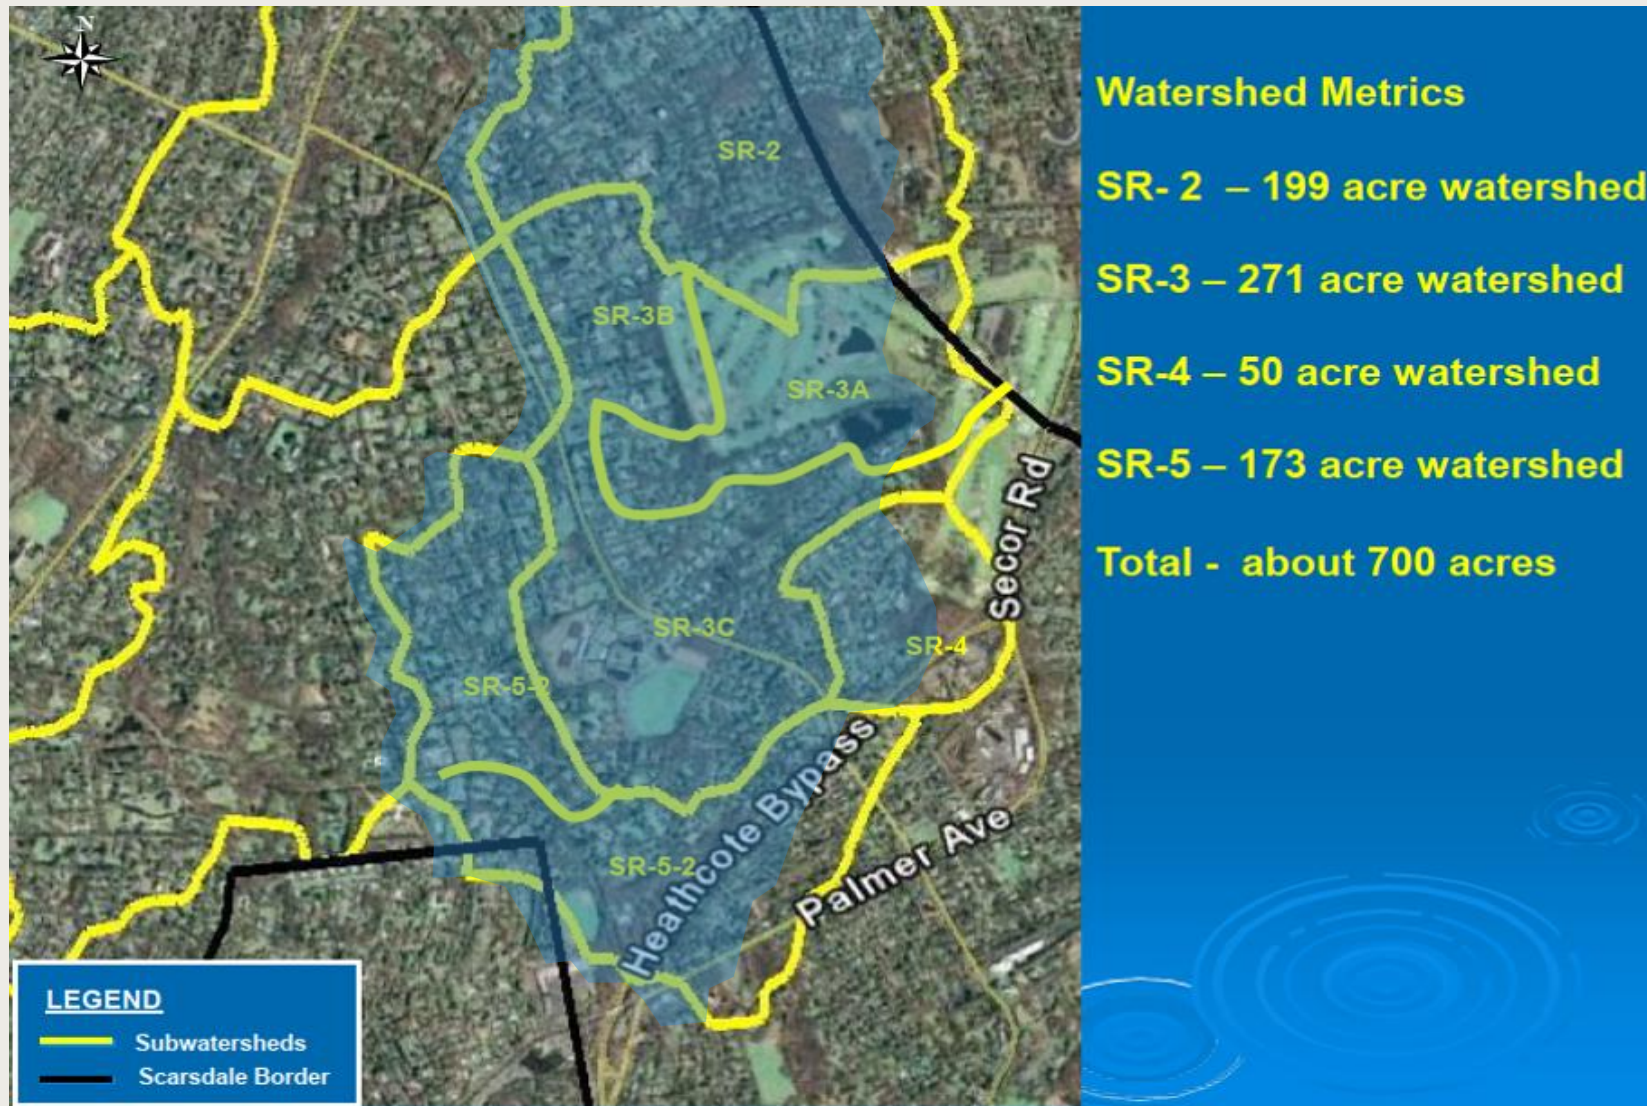 N
SR-2
SR-3B
SR-3A
Secor Rd
SR-3C
SR-4
SR-5-2
Heathcote Bypass
Palmer Ave
SR-5-2
LEGEND
Subwatersheds
Scarsdale Border
Watershed Metrics
SR- 2 – 199 acre watershed
SR-3 – 271 acre watershed
SR-4 – 50 acre watershed
SR-5 – 173 acre watershed
Total - about 700 acres